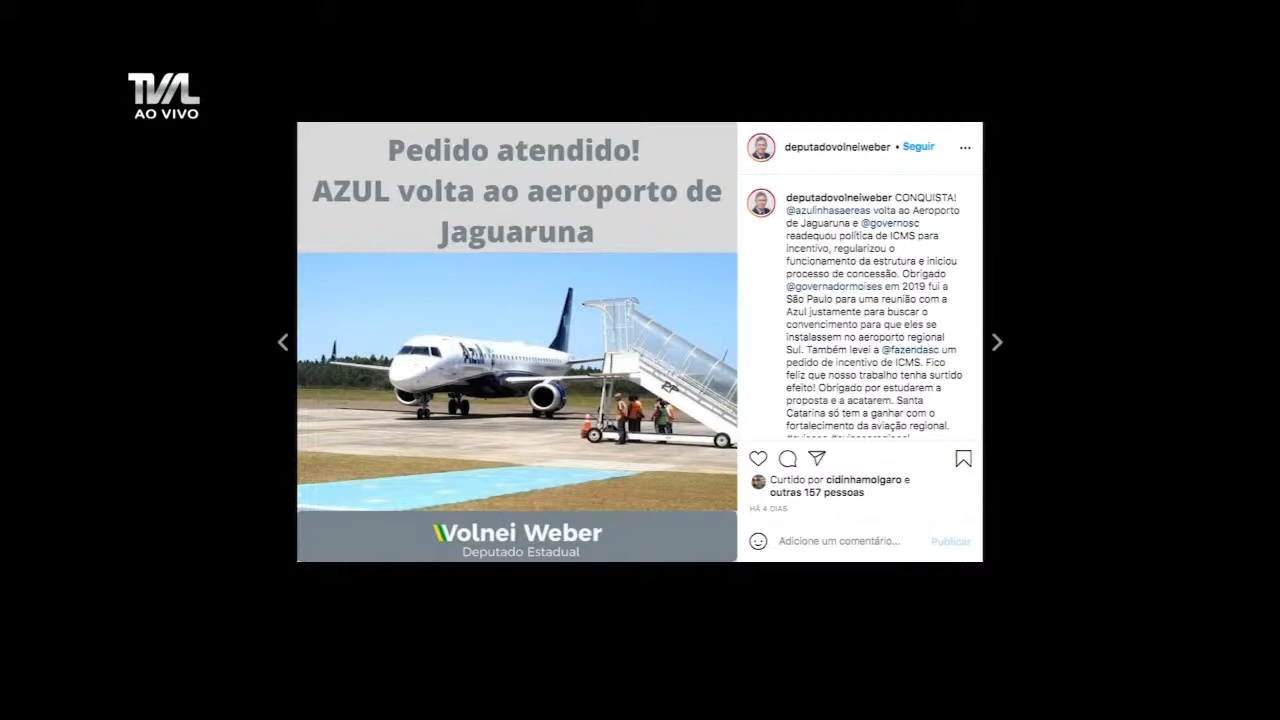 TVAL
AO VIVO
Pedido atendido!
AZUL volta ao aeroporto de
Jaguaruna
AZUL
Volnei Weber
Deputado Estadual
deputadovolneiweber • Seguir
deputadovolneiweber CONQUISTA!
@azulinhasaereas volta ao Aeroporto
de Jaguaruna e @governosc
readequou política de ICMS para
incentivo, regularizou o
funcionamento da estrutura e iniciou
processo de concessão. Obrigado
@governadormoises em 2019 fui a
São Paulo para uma reunião com a
Azul justamente para buscar o
convencimento para que eles se
instalassem no aeroporto regional
Sul. Também levei a @fazendasc um
pedido de incentivo de ICMS. Fico
feliz que nosso trabalho tenha surtido
efeito! Obrigado por estudarem a
proposta e a acatarem. Santa
Catarina só tem a ganhar com o
fortalecimento da aviação regional.
Curtido por cidinhamolgaro e
outras 157 pessoas
HÁ 4 DIAS
Adicione um comentário...
Publicar